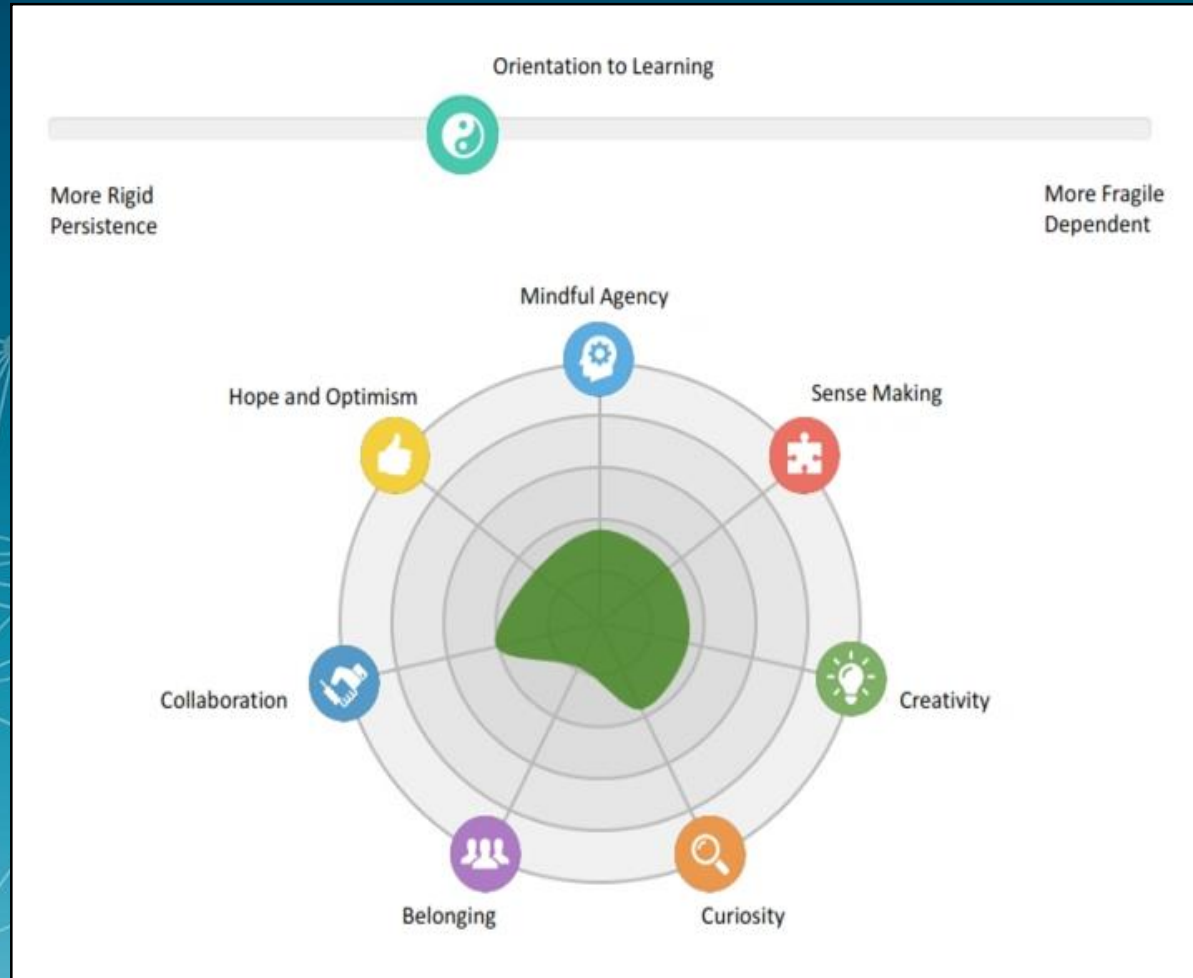 Orientation to Learning
More Rigid
Persistence
More Fragile
Dependent
Mindful Agency
Hope and Optimism
Sense Making
Collaboration
Creativity
Belonging
Curiosity